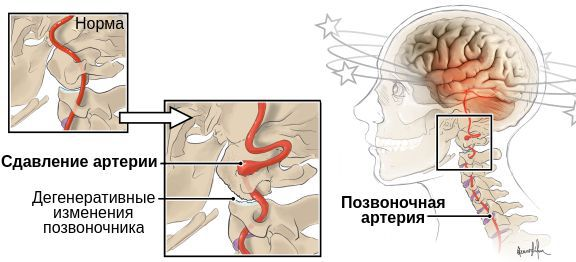 Норма
Сдавление артерии
Дегенеративные
изменения
позвоночника
Позвоночная
артерия